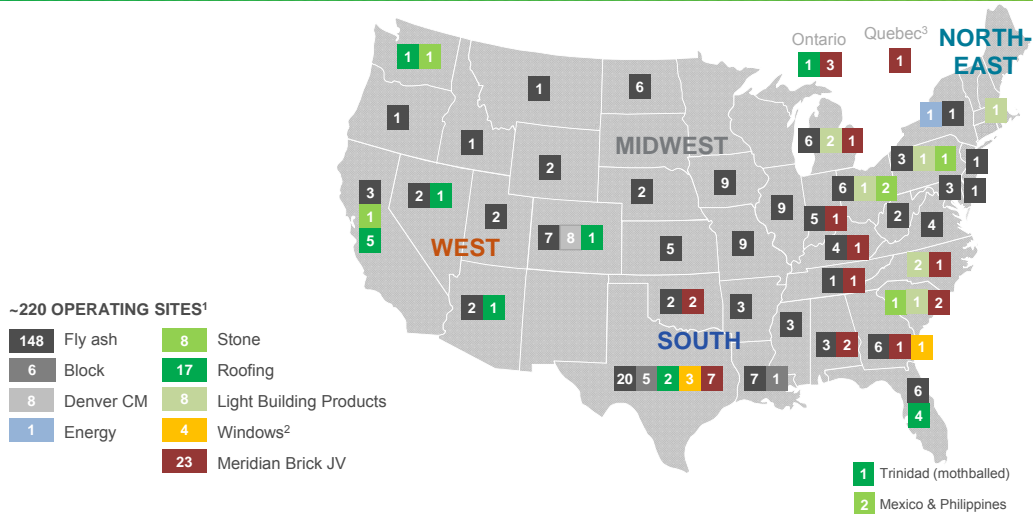 Ontario
Quebec³
NORTH-
EAST
1 1
1 3
1
1
6
1 1
1
1
MIDWEST
6 2 1
1
2
9
3 1 1
1
3
2 1
2
2
6 1 2
3 1
1
9
5 1
2
4
5
WEST
7 8 1
5
9
4 1
2 1
1 1
~220 OPERATING SITES¹
2 1
2 2
3
1 1 2
148 Fly ash
8 Stone
SOUTH
3
3 2
6 1 1
6 Block
17 Roofing
20 5 2 3 7
7 1
8 Denver CM
8 Light Building Products
6
4
1 Energy
4 Windows²
23 Meridian Brick JV
1 Trinidad (mothballed)
2 Mexico & Philippines